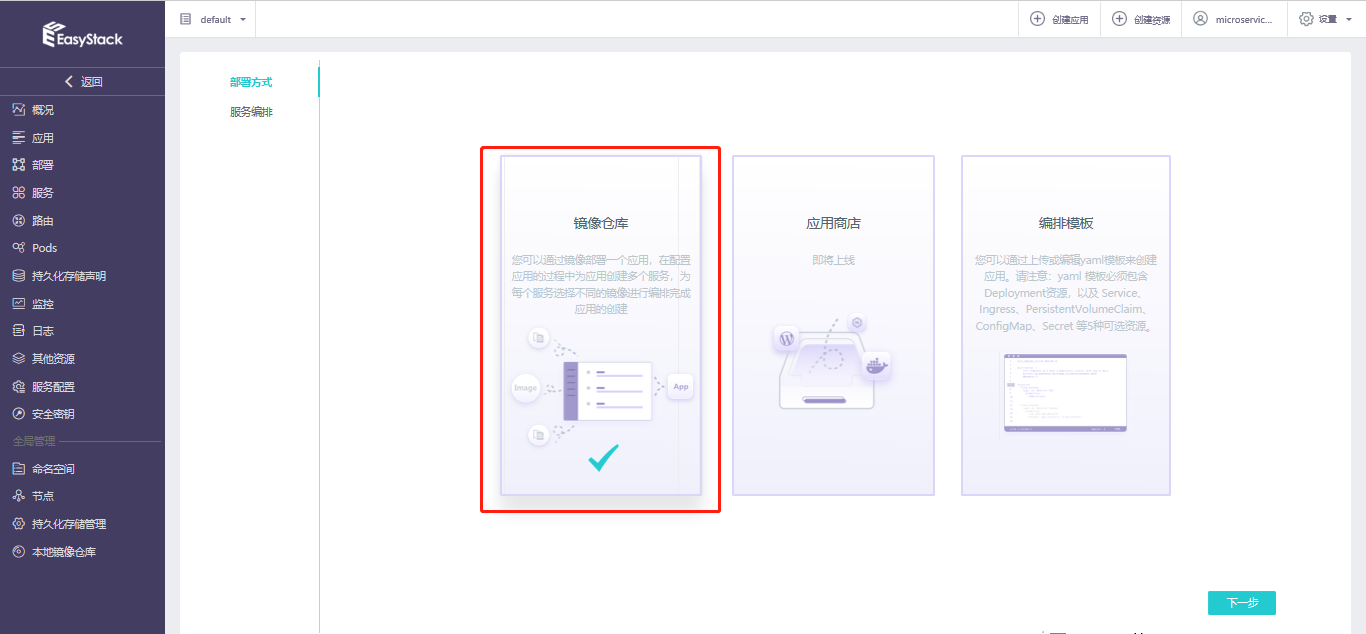 EasyStack
default
创建应用
创建资源
microservic...
设置
返回
概况
应用
部署
服务
路由
Pods
持久化存储声明
监控
日志
其他资源
服务配置
安全密钥
全局管理
命名空间
节点
持久化存储管理
本地镜像仓库
部署方式
服务编排
镜像仓库
您可以通过镜像部署一个应用，在配置
应用的过程中为应用创建多个服务，为
每个服务选择不同的镜像进行编排完成
应用的创建
Image
App
应用商店
即将上线
编排模板
您可以通过上传或编辑yaml模板来创建
应用。请注意：yaml 模板必须包含
Deployment资源，以及 Service、
Ingress、PersistentVolumeClaim、
ConfigMap、Secret 等5种可选资源。
下一步